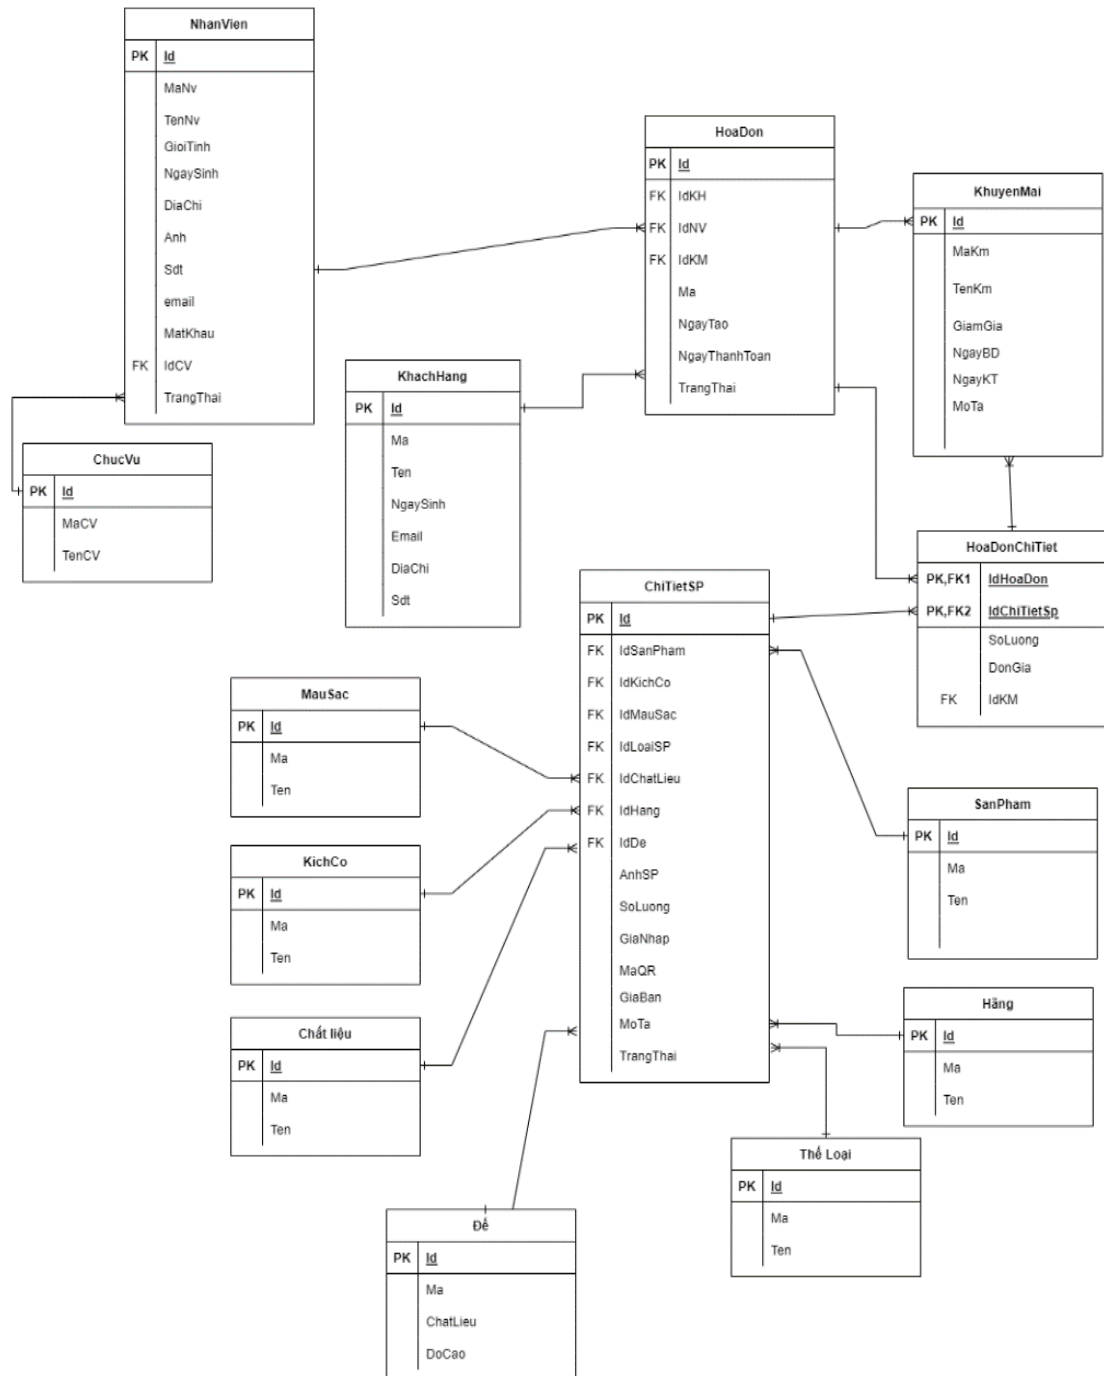 NhanVien
PK Id
MaNv
TenNv
GioiTinh
NgaySinh
DiaChi
Anh
Sdt
email
MatKhau
FK IdCV
TrangThai
HoaDon
PK Id
FK IdKH
FK IdNV
FK IdKM
Ma
NgayTao
NgayThanhToan
TrangThai
KhuyenMai
PK Id
MaKm
TenKm
GiamGia
NgayBD
NgayKT
MoTa
KhachHang
PK Id
Ma
Ten
NgaySinh
Email
DiaChi
Sdt
ChucVu
PK Id
MaCV
TenCV
HoaDonChiTiet
PK,FK1 IdHoaDon
PK,FK2 IdChiTietSp
SoLuong
DonGia
FK IdKM
ChiTietSP
PK Id
FK IdSanPham
FK IdKichCo
FK IdMauSac
FK IdLoaiSP
FK IdChatLieu
FK IdHang
FK IdDe
AnhSP
SoLuong
GiaNhap
MaQR
GiaBan
MoTa
TrangThai
MauSac
PK Id
Ma
Ten
SanPham
PK Id
Ma
Ten
KichCo
PK Id
Ma
Ten
Hãng
PK Id
Ma
Ten
Chất liệu
PK Id
Ma
Ten
Thể Loại
PK Id
Ma
Ten
Đế
PK Id
Ma
ChatLieu
DoCao